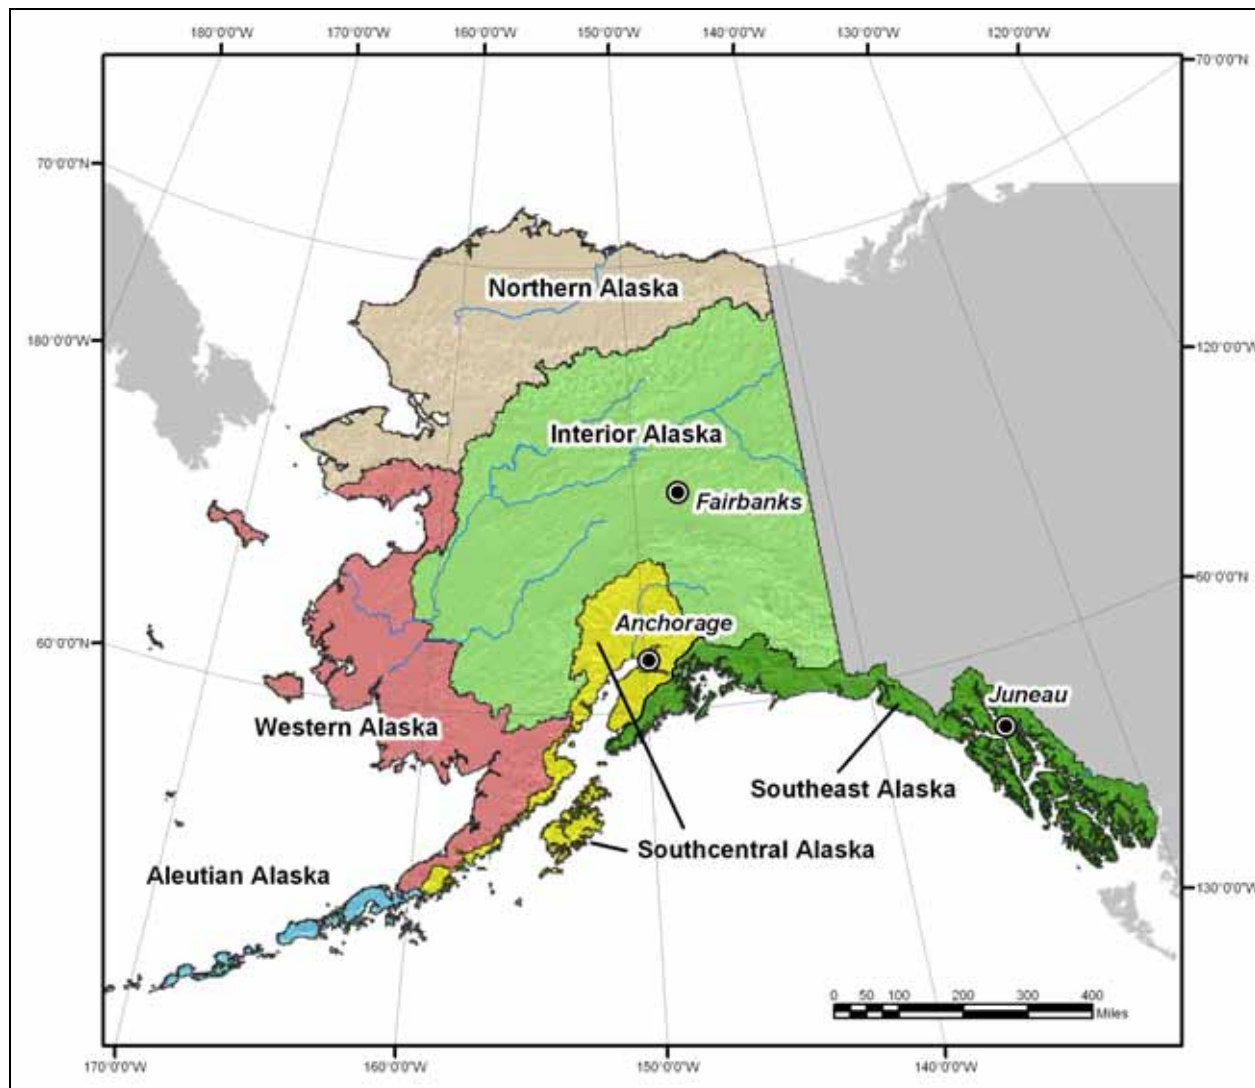 180°0'0"W
170°0'0"W
160°0'0"W
150°0'0"W
140°0'0"W
130°0'0"W
120°0'0"W
70°0'0"N
70°0'0"N
Northern Alaska
180°0'0"W
120°0'0"W
Interior Alaska
Fairbanks
60°0'0"N
Anchorage
60°0'0"N
Juneau
Western Alaska
Southeast Alaska
Southcentral Alaska
Aleutian Alaska
130°0'0"W
0 50 100 200 300 400
Miles
170°0'0"W
160°0'0"W
150°0'0"W
140°0'0"W